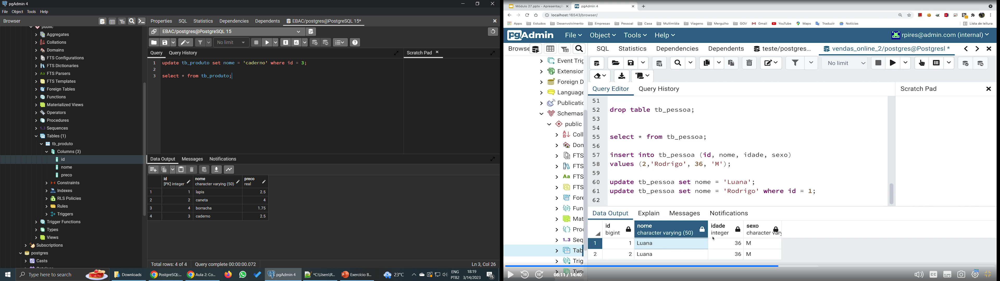 pgAdmin 4
File Object Tools Help
Browser
Properties SQL Statistics Dependencies Dependents EBAC/postgres@PostgreSQL 15*
public
Aggregates
Collations
Domains
FTS Configurations
FTS Dictionaries
Aa FTS Parsers
FTS Templates
Foreign Tables
Functions
Materialized Views
Operators
Procedures
1..3 Sequences
Tables (1)
tb_produto
Columns (3)
id
nome
preco
Constraints
Indexes
RLS Policies
Rules
Triggers
Trigger Functions
Types
Views
Subscriptions
postgres
Casts
EBAC/postgres@PostgreSQL 15
No limit
Query Query History
Scratch Pad
1 update tb_produto set nome = 'caderno' where id = 3;
2
3 select * from tb_produto;
Data Output Messages Notifications
id [PK] integer nome character varying (50) preco real
1 1 lapis 2.5
2 2 caneta 4
3 4 borracha 1.75
4 3 caderno 2.5
Total rows: 4 of 4 Query complete 00:00:00.072 Ln 3, Col 26
Type here to search
Downloads
PostgreSQL:...
Aula 2: Co...
pgAdmin 4
*C:\Users\R...
Exercício B...
23°C
ENG
PTB2
18:19
3/14/2023
15
Módulo 27.pptx - Apresentaçõ
pgAdmin 4
localhost:16543/browser/
Apps Estudos Desenvolvimento Empresas Pessoal Casa Multimídia Viagens Mergulho GOV Gmail YouTube Maps Traduzir Notícias Lista de leitura
pgAdmin File Object Tools Help rpires@admin.com (internal)
Browse
SQL Statistics Dependencies Dependents teste/postgres... vendas_online_2/postgres@Postgresl *
Event Trig
Extension
Foreign D
Language
Publicatio
Schemas
public
Coll
Don
FTS
FTS
Aa FTS
FTS
Fore
Fun
Mat
Proc
1..3 Seq
Tab
Trig
Type
No limit
Query Editor Query History
Scratch Pad
51
52 drop table tb_pessoa;
53
54
55 select * from tb_pessoa;
56
57 insert into tb_pessoa (id, nome, idade, sexo)
58 values (2,'Rodrigo', 36, 'M');
59
60 update tb_pessoa set nome = 'Luana';
61 update tb_pessoa set nome = 'Rodrigo' where id = 1;
62
Data Output Explain Messages Notifications
id bigint nome character varying (50) idade integer sexo character vary
1 1 Luana 36 M
2 2 Luana 36 M
10 10 08:11 / 14:40
CC HD